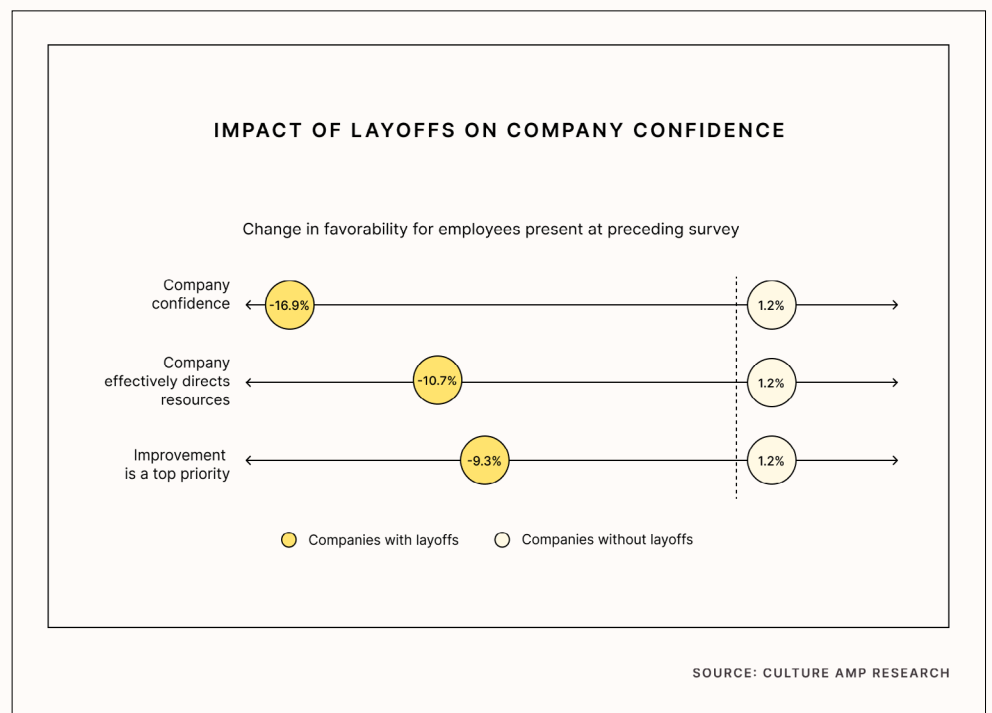 IMPACT OF LAYOFFS ON COMPANY CONFIDENCE
Change in favorability for employees present at preceding survey
Company
confidence
-16.9%
1.2%
Company
effectively directs
resources
-10.7%
1.2%
Improvement
is a top priority
-9.3%
1.2%
Companies with layoffs
Companies without layoffs
SOURCE: CULTURE AMP RESEARCH